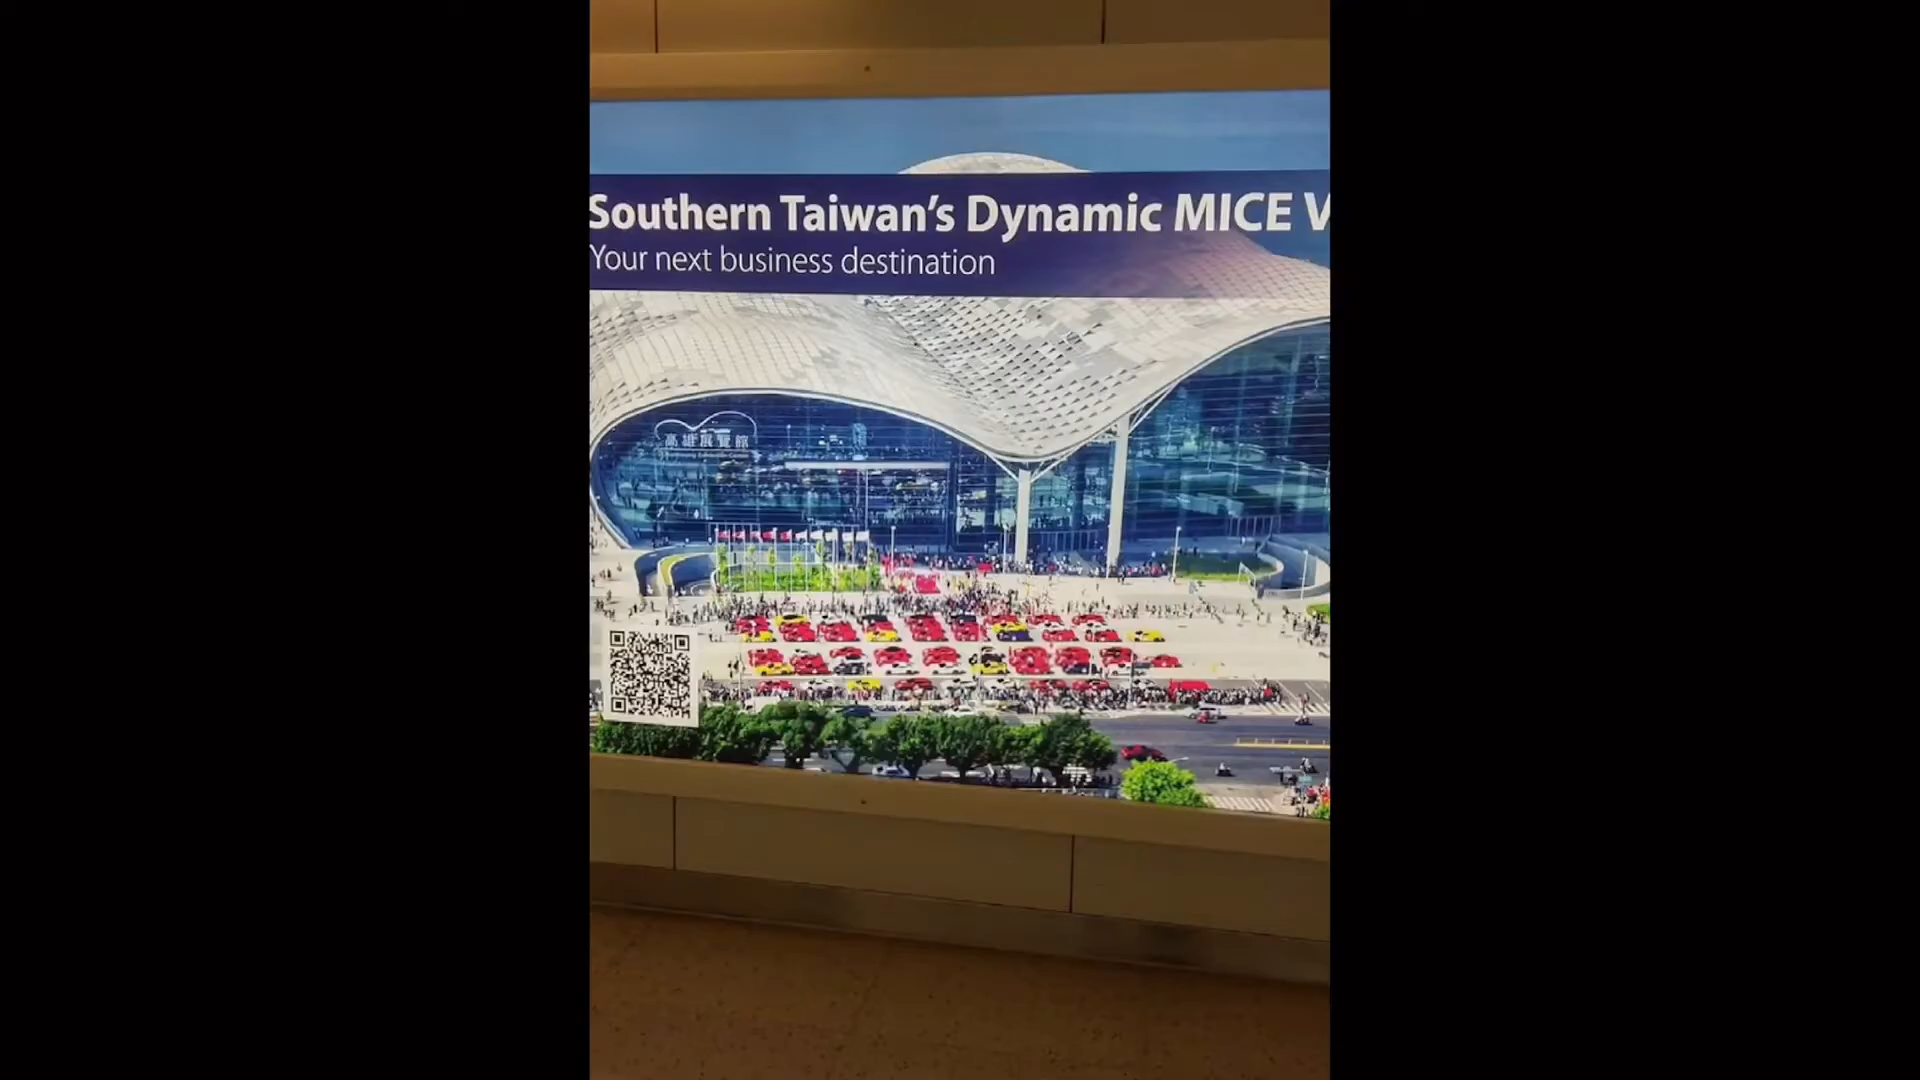 Southern Taiwan's Dynamic MICE V
Your next business destination
高雄展覽館